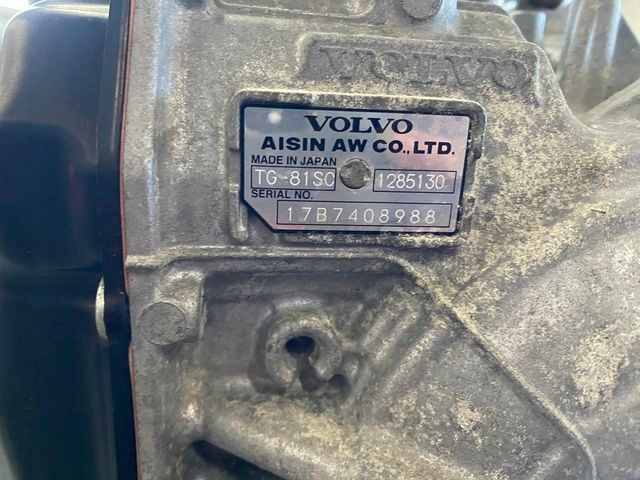 VOLVO
VOLVO
AISIN AW CO.,LTD.
MADE IN JAPAN
TG-81SC 1285130
SERIAL NO.
17B7408988